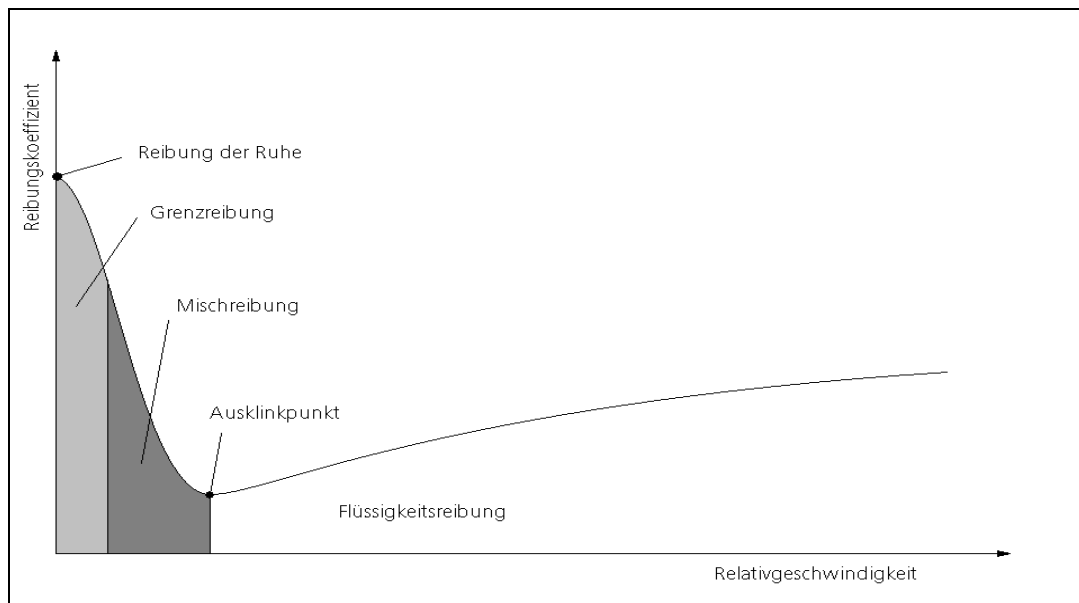 Reibungskoeffizient
Reibung der Ruhe
Grenzreibung
Mischreibung
Ausklinkpunkt
Flüssigkeitsreibung
Relativgeschwindigkeit